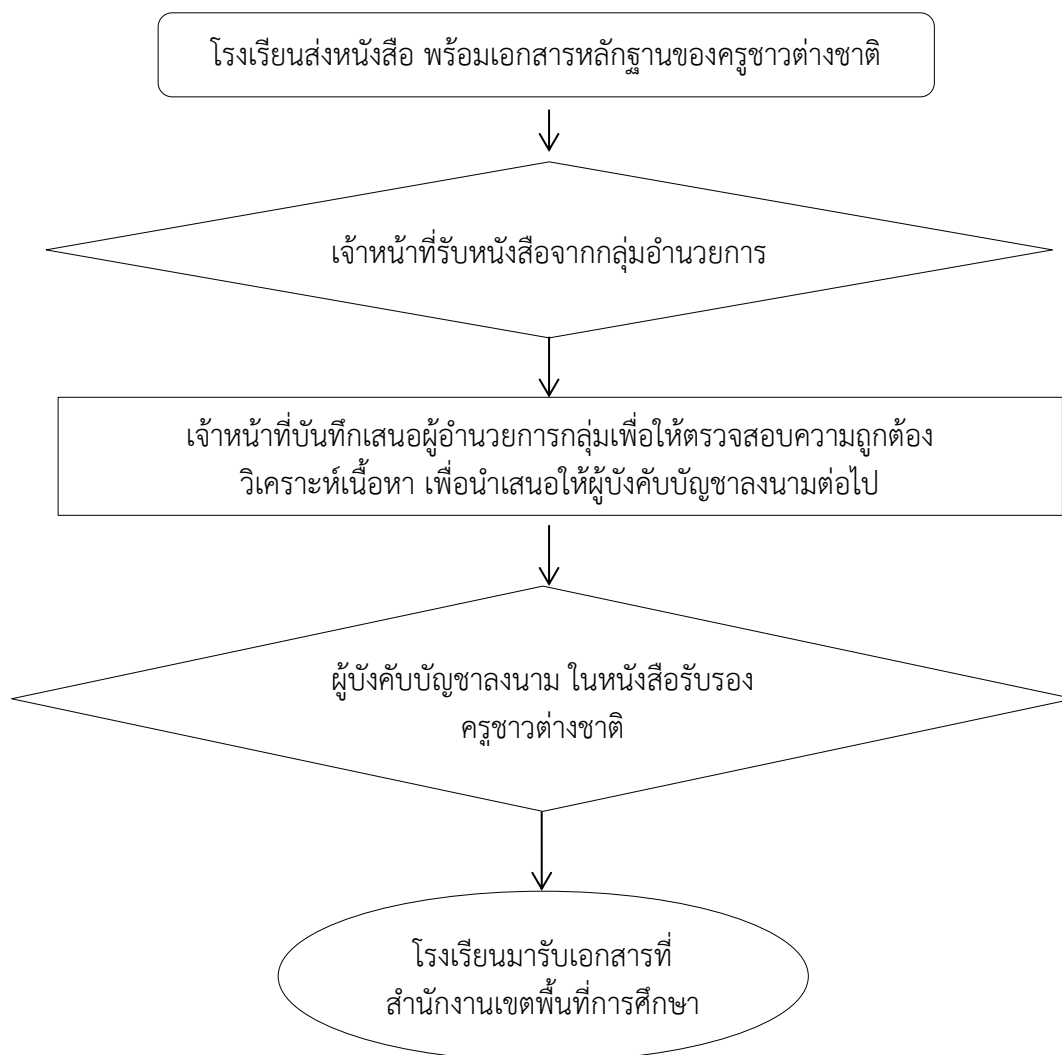 โรงเรียนส่งหนังสือ พร้อมเอกสารหลักฐานของครูชาวต่างชาติ
เจ้าหน้าที่รับหนังสือจากกลุ่มอำนวยการ
เจ้าหน้าที่บันทึกเสนอผู้อำนวยการกลุ่มเพื่อให้ตรวจสอบความถูกต้อง
วิเคราะห์เนื้อหา เพื่อนำเสนอให้ผู้บังคับบัญชาลงนามต่อไป
ผู้บังคับบัญชาลงนาม ในหนังสือรับรอง
ครูชาวต่างชาติ
โรงเรียนมารับเอกสารที่
สำนักงานเขตพื้นที่การศึกษา